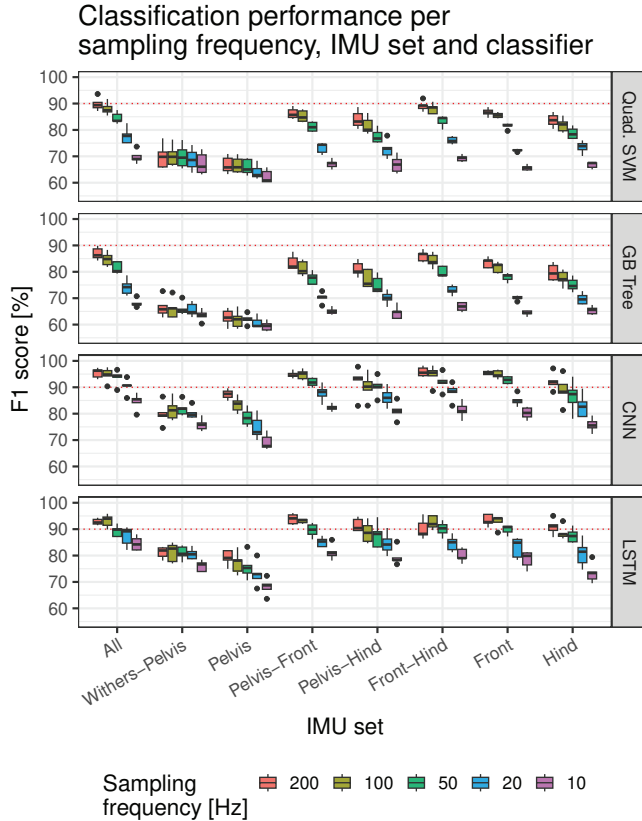 Classification performance per
sampling frequency, IMU set and classifier
100
90
80
70
60
Quad. SVM
100
90
80
70
60
GB Tree
F1 score [%]
100
90
80
70
60
CNN
100
90
80
70
60
LSTM
All
Withers−Pelvis
Pelvis
Pelvis−Front
Pelvis−Hind
Front−Hind
Front
Hind
IMU set
Sampling
frequency [Hz]
200 100 50 20 10